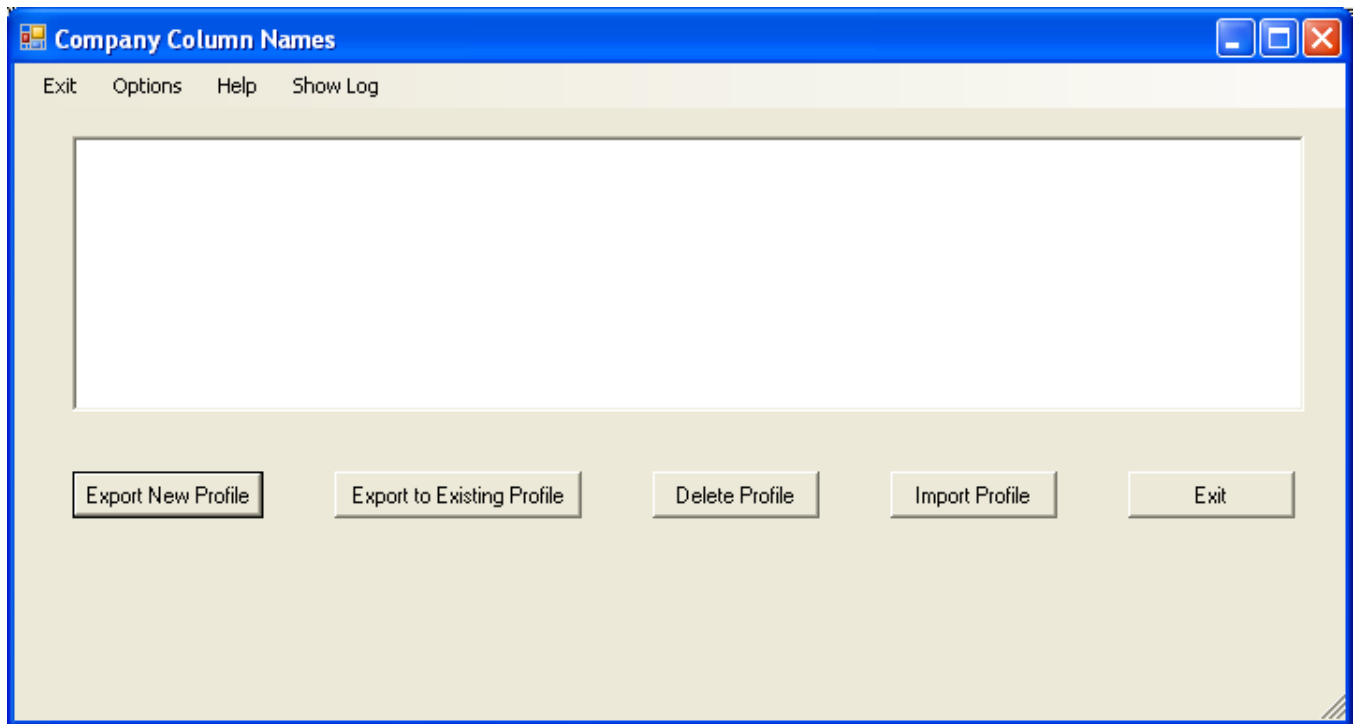 Company Column Names
Exit Options Help Show Log
Export New Profile Export to Existing Profile Delete Profile Import Profile Exit